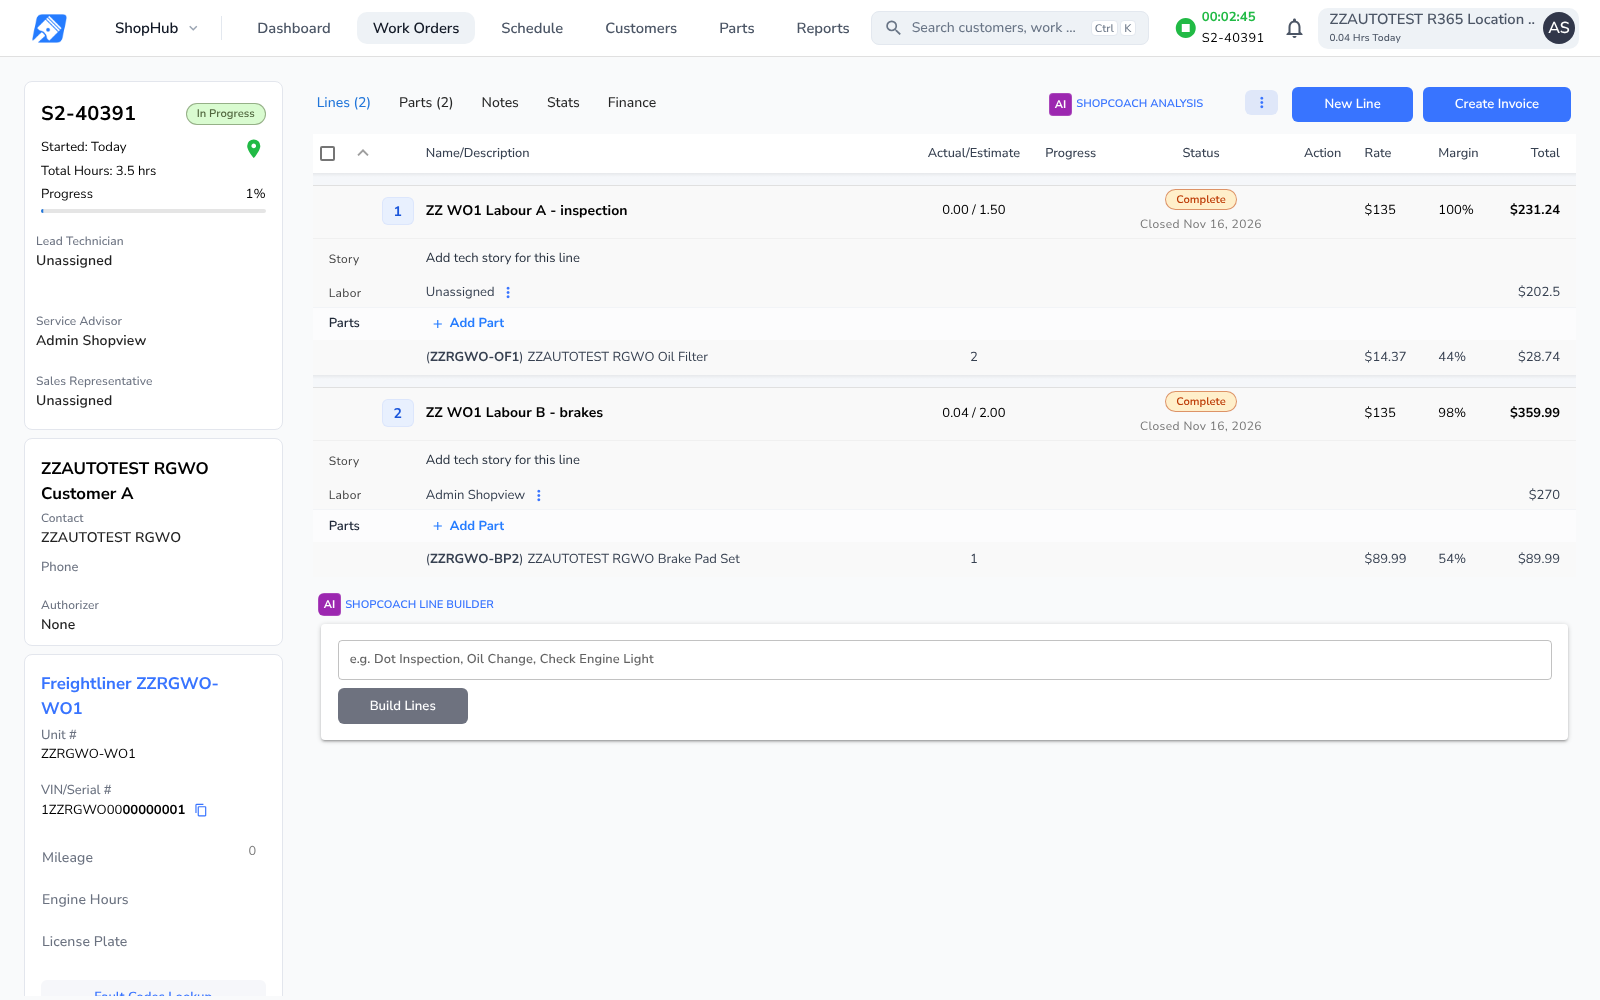 ShopHub
Dashboard
Work Orders
Schedule
Customers
Parts
Reports
Search customers, work ...
Ctrl K
00:02:45
S2-40391
ZZAUTOTEST R365 Location ..
0.04 Hrs Today
AS
S2-40391
In Progress
Started: Today
Total Hours: 3.5 hrs
Progress 1%
Lead Technician
Unassigned
Service Advisor
Admin Shopview
Sales Representative
Unassigned
ZZAUTOTEST RGWO
Customer A
Contact
ZZAUTOTEST RGWO
Phone
Authorizer
None
Freightliner ZZRGWO-
WO1
Unit #
ZZRGWO-WO1
VIN/Serial #
1ZZRGWO0000000001
Mileage 0
Engine Hours
License Plate
Fault Codes Lookup
Lines (2)
Parts (2)
Notes
Stats
Finance
AI SHOPCOACH ANALYSIS
New Line
Create Invoice
Name/Description Actual/Estimate Progress Status Action Rate Margin Total
1 ZZ WO1 Labour A - inspection 0.00 / 1.50 Complete $135 100% $231.24
Closed Nov 16, 2026
Story Add tech story for this line
Labor Unassigned $202.5
Parts + Add Part
(ZZRGWO-OF1) ZZAUTOTEST RGWO Oil Filter 2 $14.37 44% $28.74
2 ZZ WO1 Labour B - brakes 0.04 / 2.00 Complete $135 98% $359.99
Closed Nov 16, 2026
Story Add tech story for this line
Labor Admin Shopview $270
Parts + Add Part
(ZZRGWO-BP2) ZZAUTOTEST RGWO Brake Pad Set 1 $89.99 54% $89.99
AI SHOPCOACH LINE BUILDER
e.g. Dot Inspection, Oil Change, Check Engine Light
Build Lines